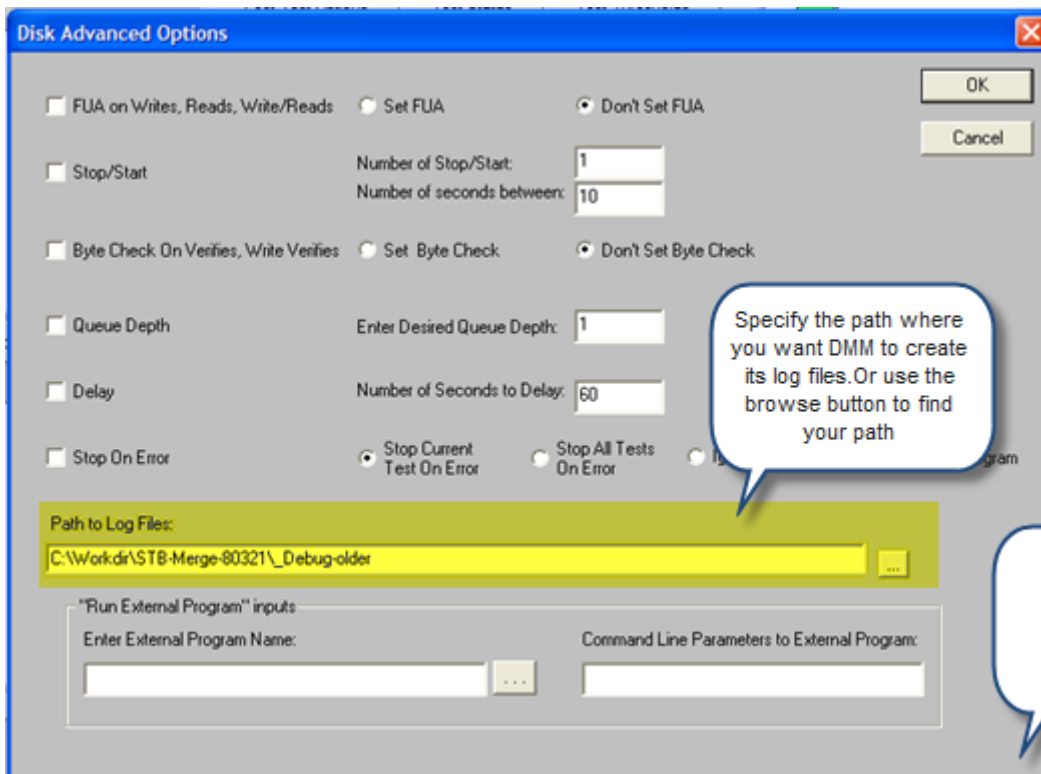 Disk Advanced Options
OK
FUA on Writes, Reads, Write/Reads
Set FUA
Don't Set FUA
Cancel
Stop/Start
Number of Stop/Start:
1
Number of seconds between:
10
Byte Check On Verifies, Write Verifies
Set Byte Check
Don't Set Byte Check
Queue Depth
Enter Desired Queue Depth:
1
Specify the path where
you want DMM to create
its log files.Or use the
browse button to find
your path
Delay
Number of Seconds to Delay:
60
Stop On Error
Stop Current
Test On Error
Stop All Tests
On Error
Path to Log Files:
C:\Workdir\STB-Merge-80321\_Debug-older
...
"Run External Program" inputs
Enter External Program Name:
...
Command Line Parameters to External Program: